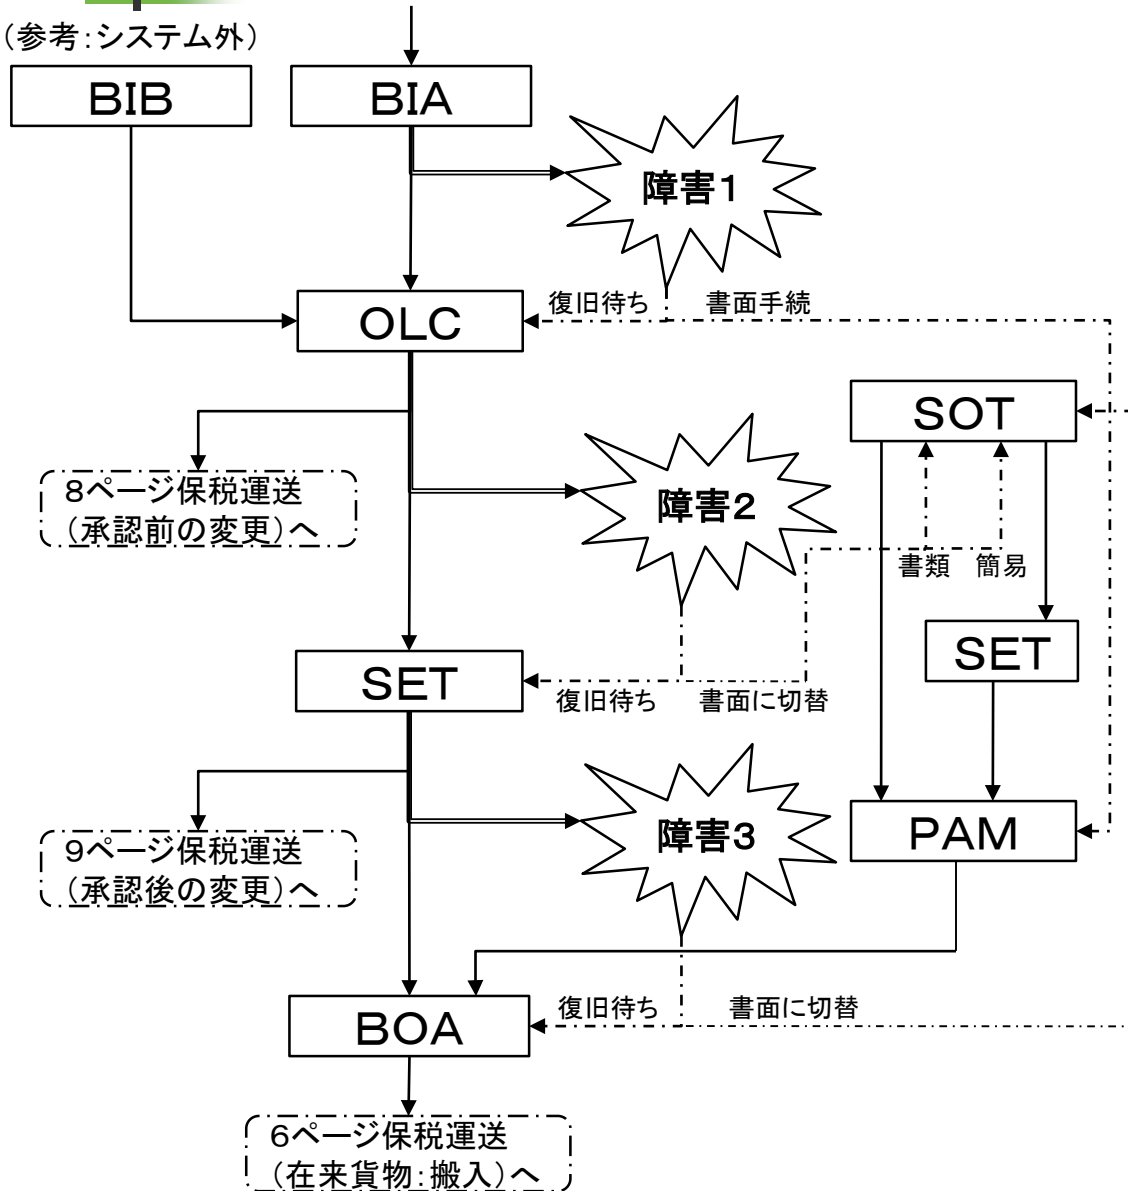 （参考：システム外）
ＢＩＢ
ＢＩＡ
障害１
復旧待ち
書面手続
ＯＬＣ
ＳＯＴ
８ページ保税運送
（承認前の変更）へ
障害２
書類
簡易
ＳＥＴ
ＳＥＴ
復旧待ち
書面に切替
９ページ保税運送
（承認後の変更）へ
障害３
ＰＡＭ
ＢＯＡ
復旧待ち
書面に切替
６ページ保税運送
（在来貨物：搬入）へ